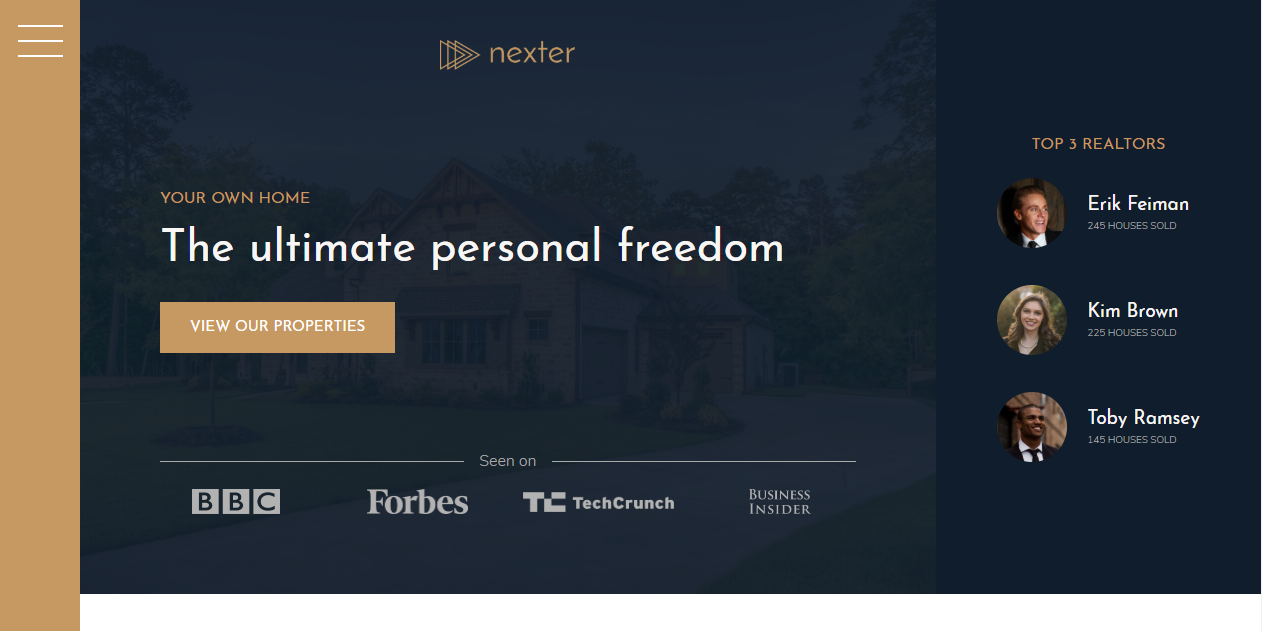 nexter
YOUR OWN HOME
The ultimate personal freedom
VIEW OUR PROPERTIES
Seen on
BBC
Forbes
TechCrunch
BUSINESS
INSIDER
TOP 3 REALTORS
Erik Feiman
245 HOUSES SOLD
Kim Brown
225 HOUSES SOLD
Toby Ramsey
145 HOUSES SOLD